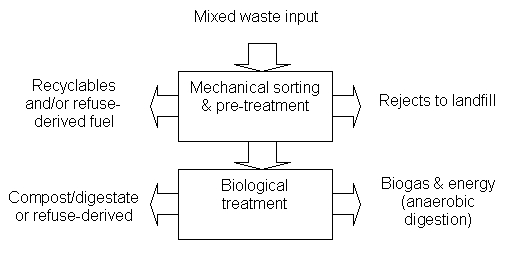 Mixed waste input
Recyclables
and/or refuse-
derived fuel
Mechanical sorting
& pre-treatment
Rejects to landfill
Compost/digestate
or refuse-derived
Biological
treatment
Biogas & energy
(anaerobic
digestion)